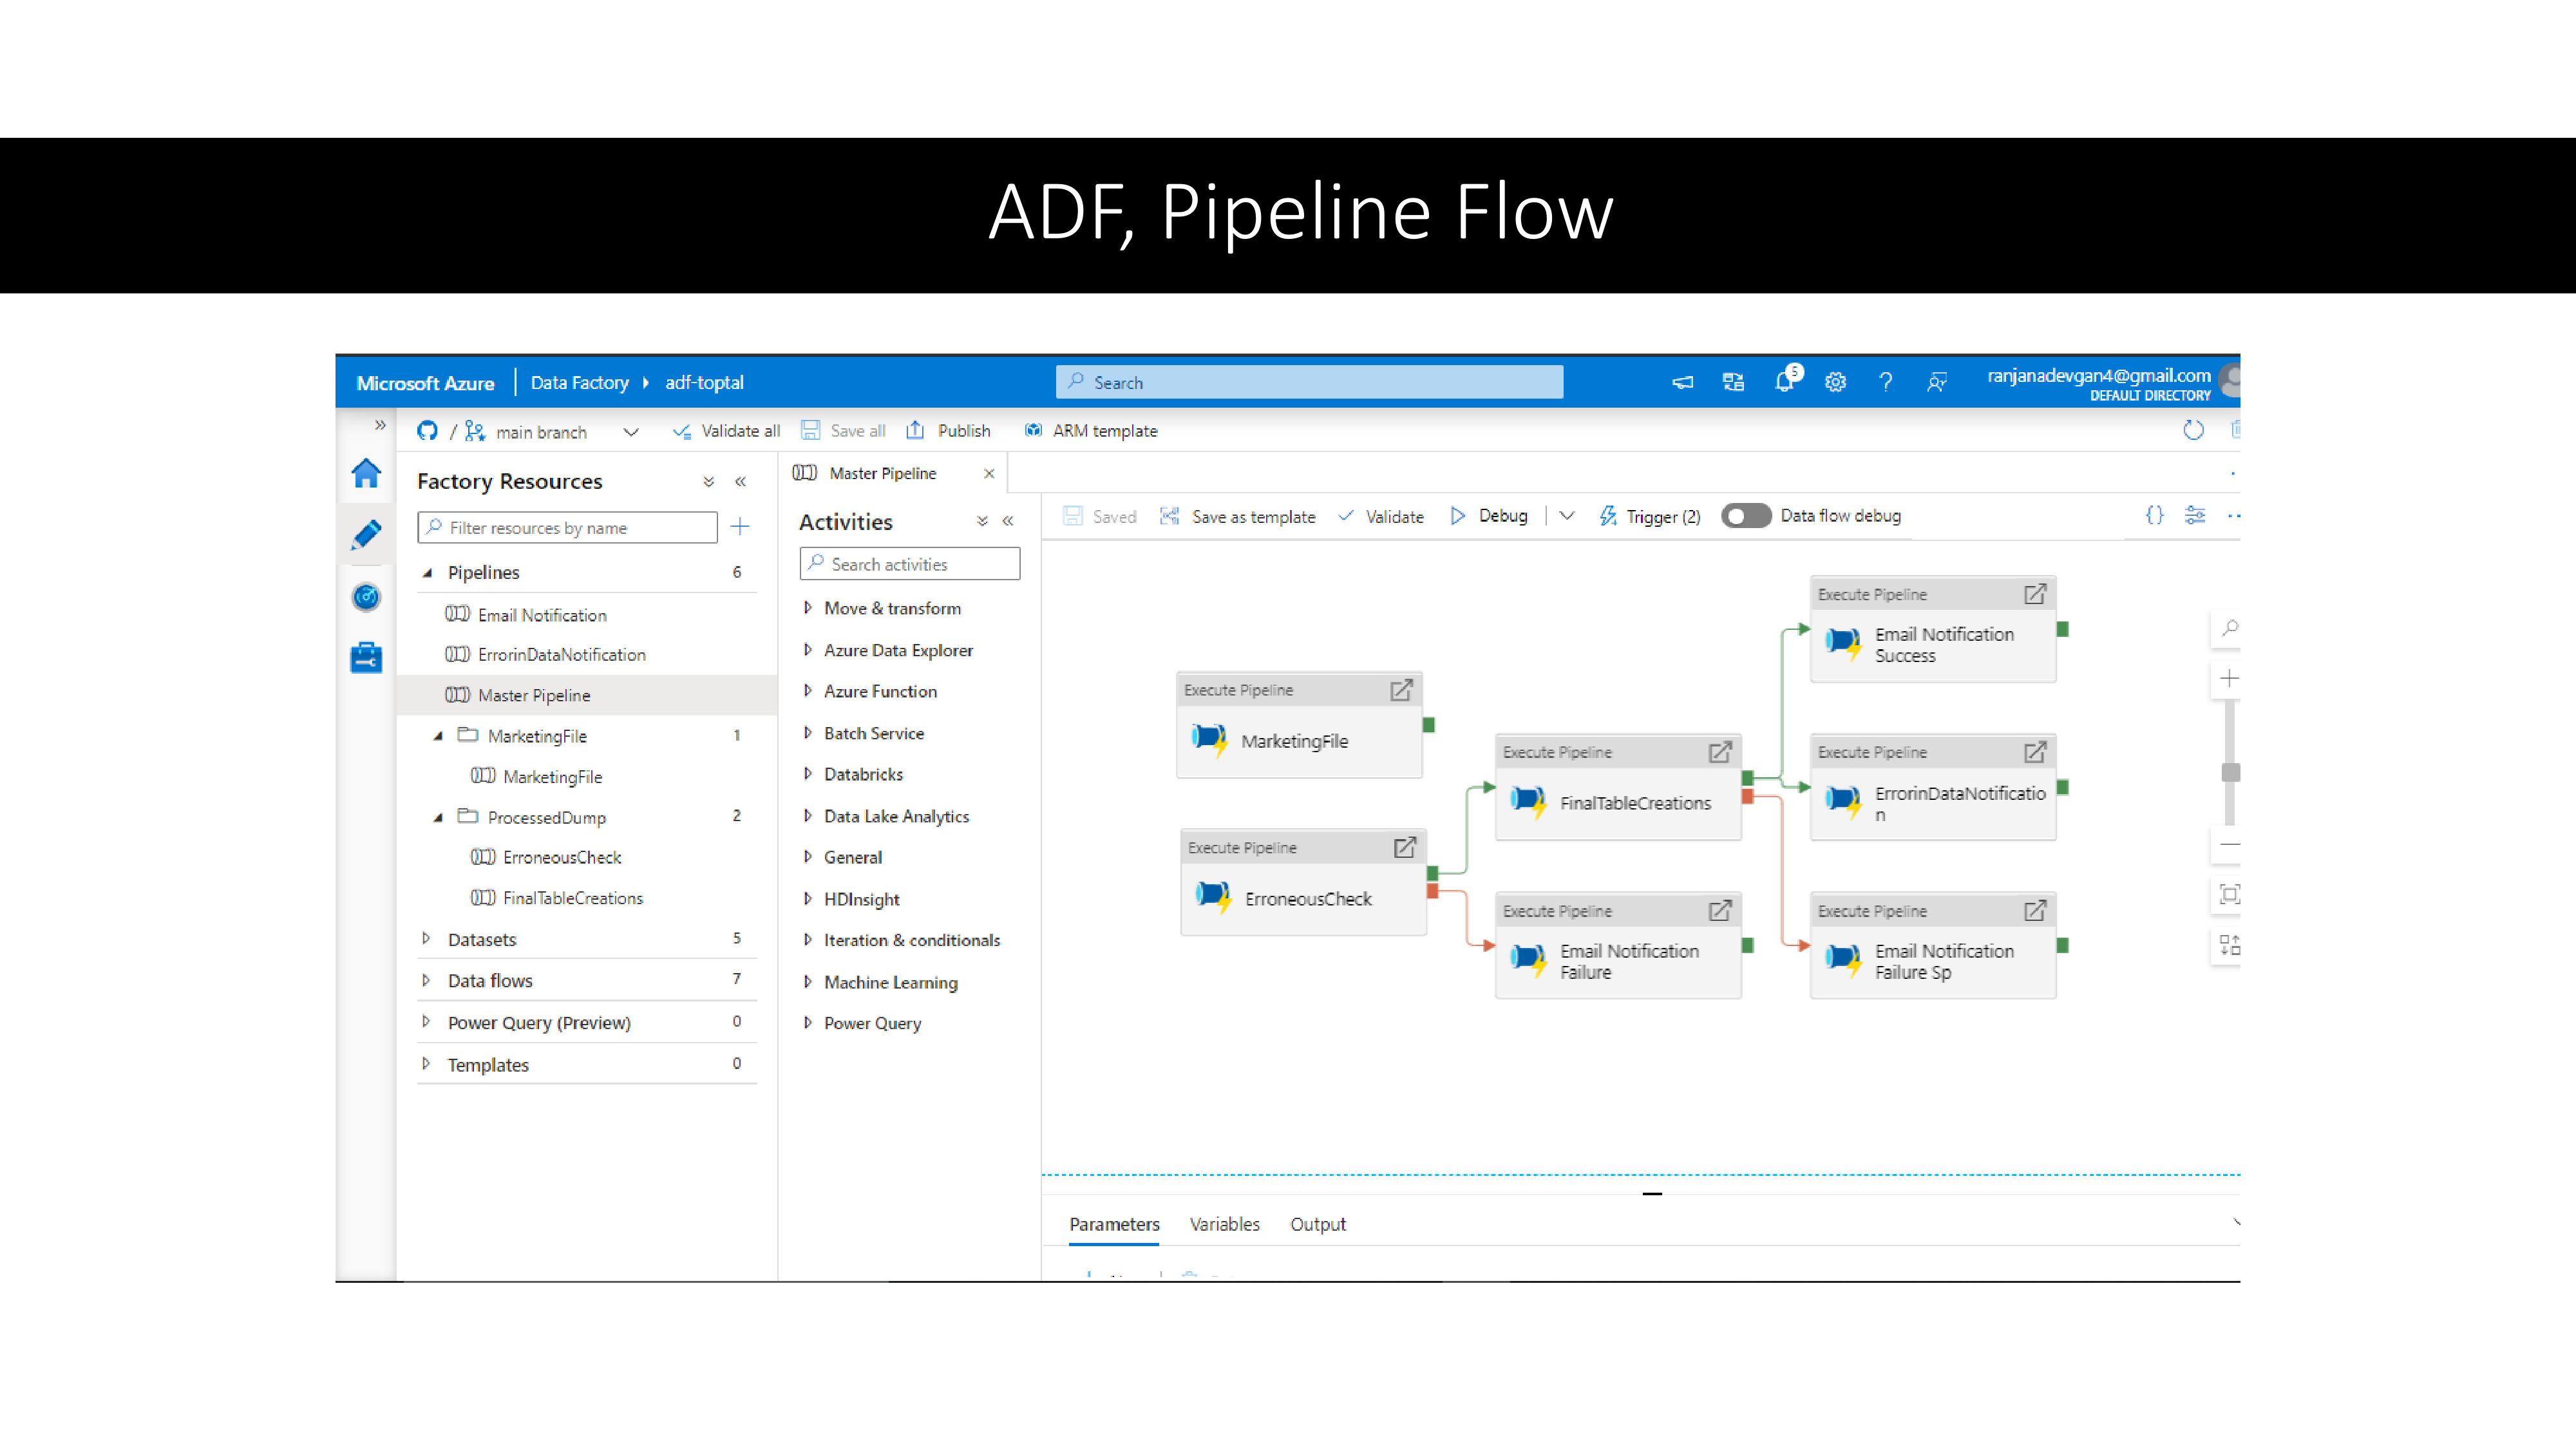 ADF, Pipeline Flow
Microsoft Azure
Data Factory
adf-toptal
Search
5
ranjanadevgan4@gmail.com
DEFAULT DIRECTORY
/ main branch
Validate all
Save all
Publish
ARM template
Factory Resources
Filter resources by name
Pipelines 6
Email Notification
ErrorinDataNotification
Master Pipeline
MarketingFile 1
MarketingFile
ProcessedDump 2
ErroneousCheck
FinalTableCreations
Datasets 5
Data flows 7
Power Query (Preview) 0
Templates 0
Master Pipeline
Activities
Search activities
Move & transform
Azure Data Explorer
Azure Function
Batch Service
Databricks
Data Lake Analytics
General
HDInsight
Iteration & conditionals
Machine Learning
Power Query
Saved
Save as template
Validate
Debug
Trigger (2)
Data flow debug
Execute Pipeline
MarketingFile
Execute Pipeline
ErroneousCheck
Execute Pipeline
FinalTableCreations
Execute Pipeline
Email Notification
Failure
Execute Pipeline
Email Notification
Success
Execute Pipeline
ErrorinDataNotificatio
n
Execute Pipeline
Email Notification
Failure Sp
Parameters
Variables
Output